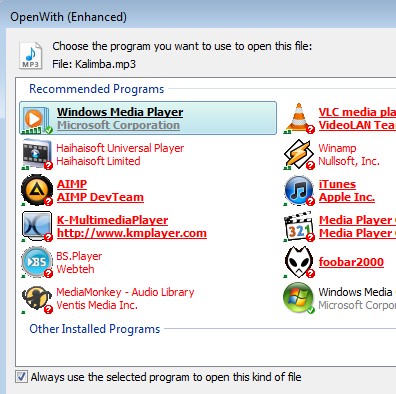 OpenWith (Enhanced)
Choose the program you want to use to open this file:
MP3
File: Kalimba.mp3
Recommended Programs
Windows Media Player
Microsoft Corporation
VLC media pla
VideoLAN Tea
Haihaisoft Universal Player
Haihaisoft Limited
Winamp
Nullsoft, Inc.
AIMP
AIMP DevTeam
iTunes
Apple Inc.
K-MultimediaPlayer
http://www.kmplayer.com
321
Media Player
Media Player
BS
BS.Player
Webteh
foobar2000
MediaMonkey - Audio Library
Ventis Media Inc.
Windows Media
Microsoft Corpor
Other Installed Programs
Always use the selected program to open this kind of file